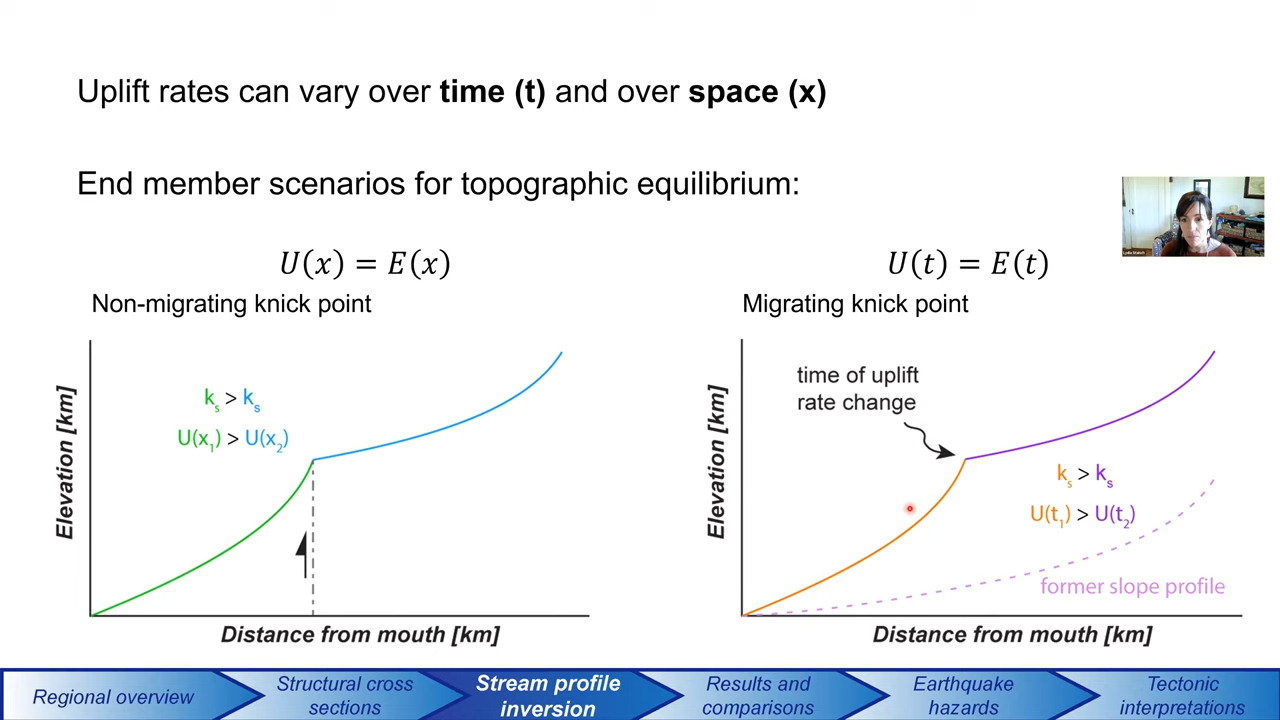 Uplift rates can vary over time (t) and over space (x)
End member scenarios for topographic equilibrium:
U(x) = E(x)
Non-migrating knick point
Elevation [km]
kₛ > kₛ
U(x₁) > U(x₂)
Distance from mouth [km]
U(t) = E(t)
Migrating knick point
Elevation [km]
time of uplift
rate change
kₛ > kₛ
U(t₁) > U(t₂)
former slope profile
Distance from mouth [km]
Regional overview
Structural cross
sections
Stream profile
inversion
Results and
comparisons
Earthquake
hazards
Tectonic
interpretations